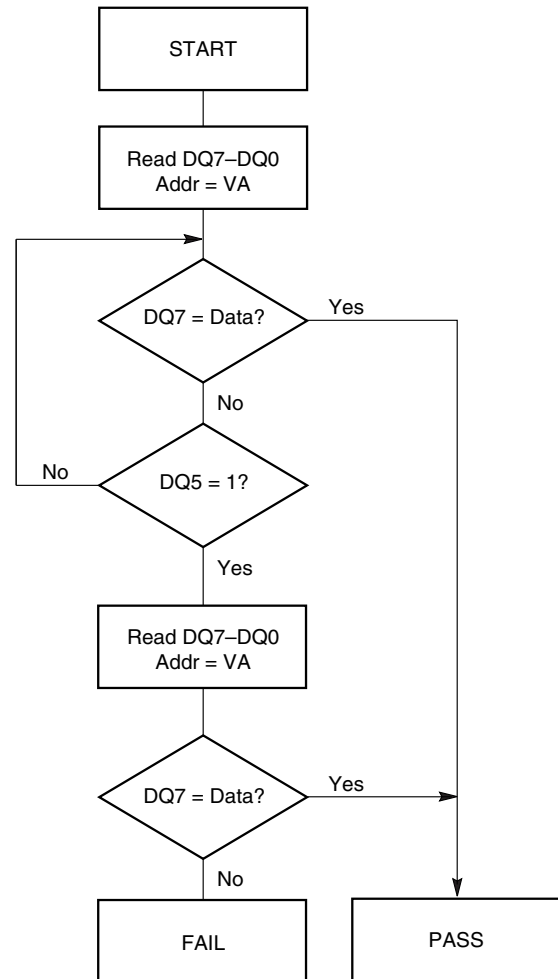 START
Read DQ7–DQ0
Addr = VA
DQ7 = Data?
Yes
No
DQ5 = 1?
No
Yes
Read DQ7–DQ0
Addr = VA
DQ7 = Data?
Yes
No
FAIL
PASS